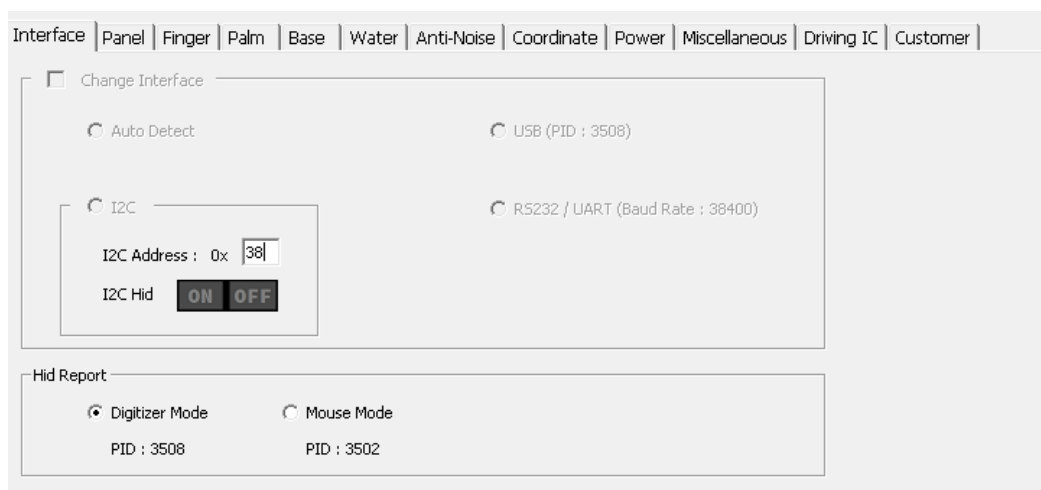 Interface Panel Finger Palm Base Water Anti-Noise Coordinate Power Miscellaneous Driving IC Customer
Change Interface
Auto Detect USB (PID : 3508)
I2C RS232 / UART (Baud Rate : 38400)
I2C Address : 0x 38
I2C Hid ON OFF
Hid Report
Digitizer Mode Mouse Mode
PID : 3508 PID : 3502